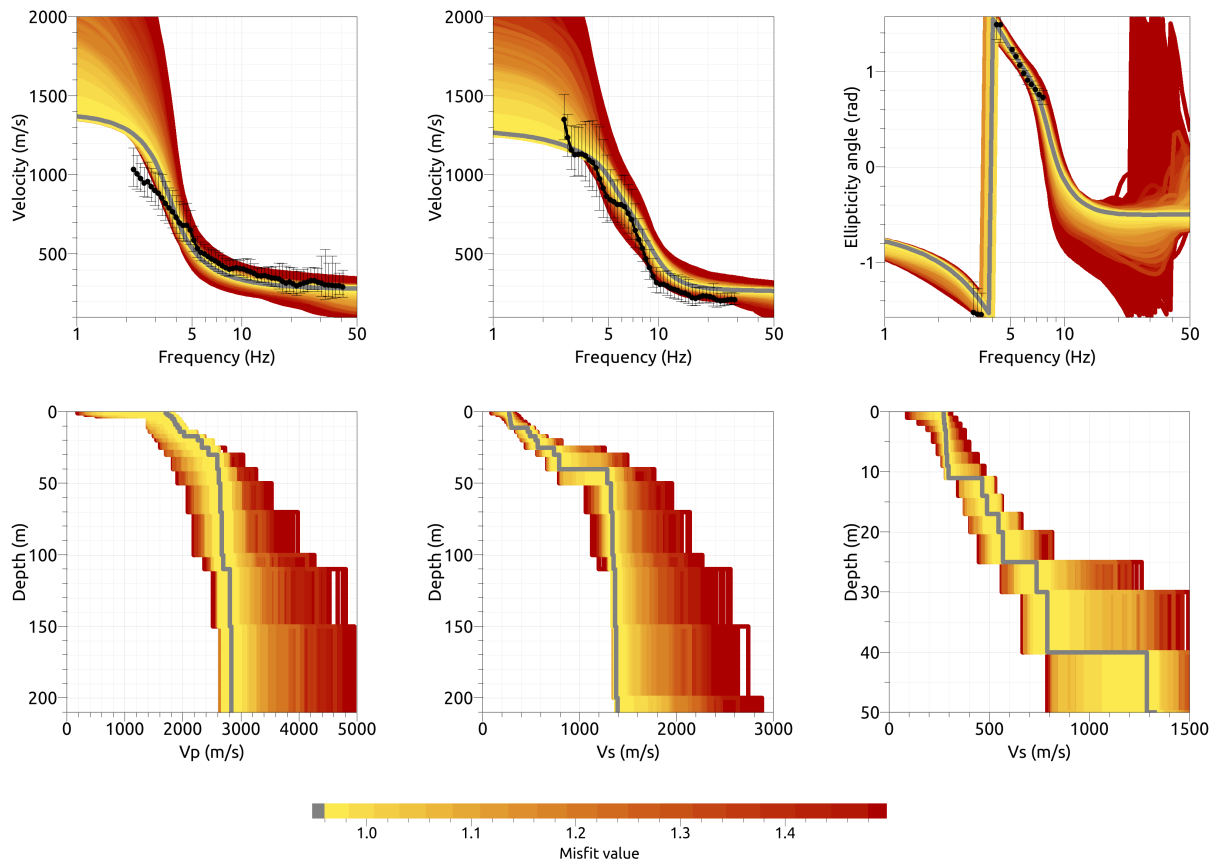 2000
1500
1000
500
Velocity (m/s)
1 5 10 50
Frequency (Hz)
2000
1500
1000
500
Velocity (m/s)
1 5 10 50
Frequency (Hz)
1
0
-1
Ellipticity angle (rad)
1 5 10 50
Frequency (Hz)
0
50
100
150
200
Depth (m)
0 1000 2000 3000 4000 5000
Vp (m/s)
0
50
100
150
200
Depth (m)
0 1000 2000 3000
Vs (m/s)
0
10
20
30
40
50
Depth (m)
0 500 1000 1500
Vs (m/s)
1.0 1.1 1.2 1.3 1.4
Misfit value